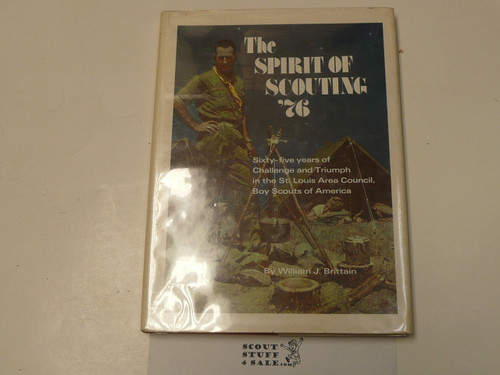 The
SPIRIT OF
SCOUTING
'76
Sixty-five years of
Challenge and Triumph
in the St. Louis Area Council,
Boy Scouts of America
By William J. Brittain
SCOUT
STUFF
4 SALE.com